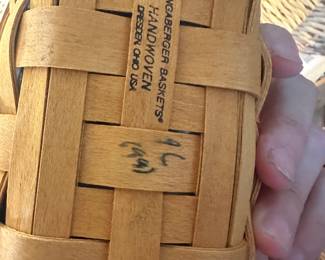 NGABERGER BASKETS®
HANDWOVEN
DRESDEN, OHIO USA